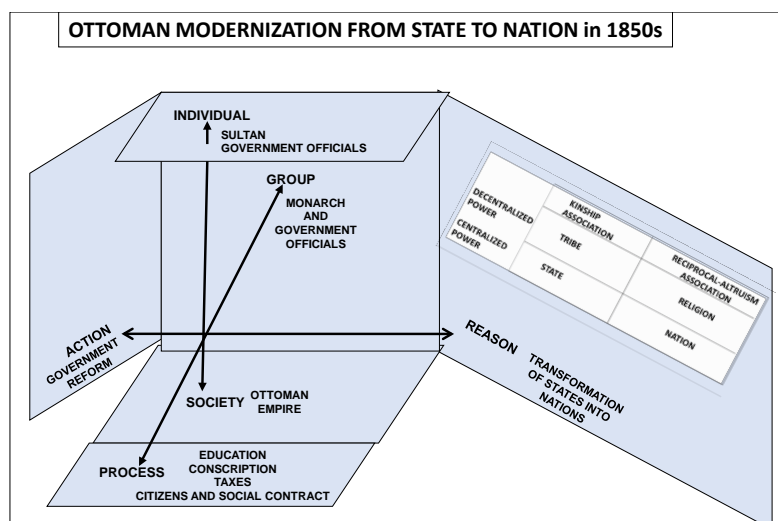 OTTOMAN MODERNIZATION FROM STATE TO NATION in 1850s
INDIVIDUAL
SULTAN
GOVERNMENT OFFICIALS
GROUP
MONARCH
AND
GOVERNMENT
OFFICIALS
DECENTRALIZED
POWER
CENTRALIZED
POWER
KINSHIP
ASSOCIATION
TRIBE
STATE
RECIPROCAL-ALTRUISM
ASSOCIATION
RELIGION
NATION
ACTION
GOVERNMENT
REFORM
REASON
TRANSFORMATION
OF STATES INTO
NATIONS
SOCIETY
OTTOMAN
EMPIRE
PROCESS
EDUCATION
CONSCRIPTION
TAXES
CITIZENS AND SOCIAL CONTRACT